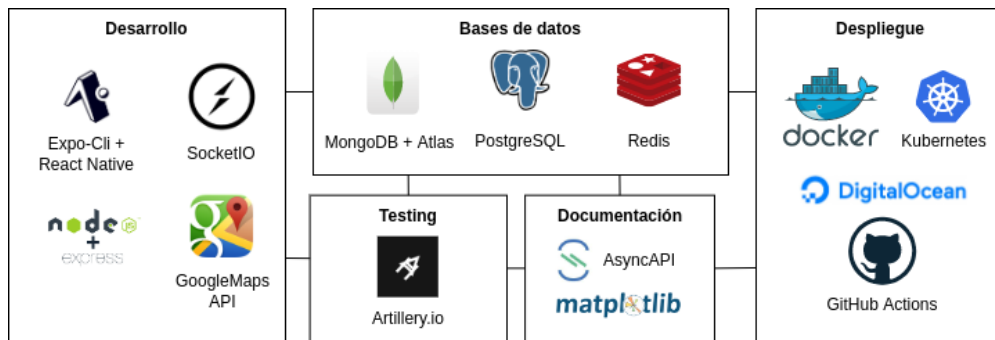 Desarrollo
Expo-Cli +
React Native
SocketIO
node
JS
+
express
GoogleMaps
API
Bases de datos
MongoDB + Atlas
PostgreSQL
Redis
Testing
Artillery.io
Documentación
AsyncAPI
matplotlib
Despliegue
docker
Kubernetes
DigitalOcean
GitHub Actions